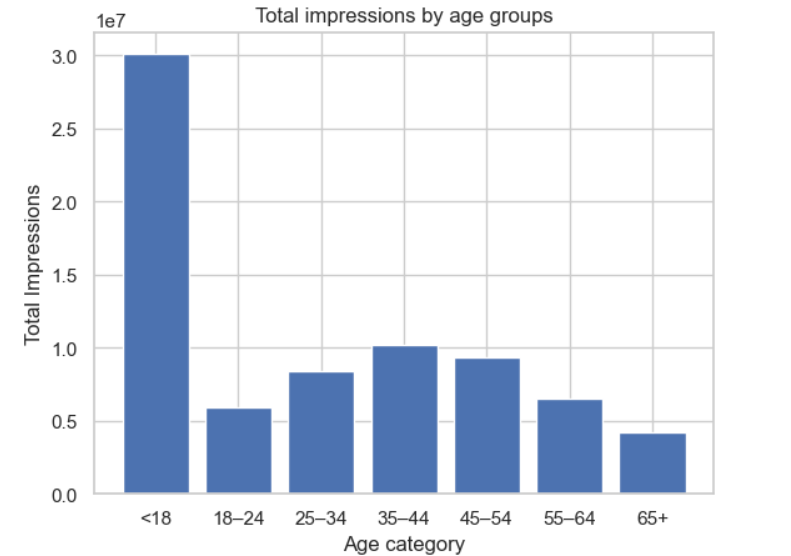 Total impressions by age groups
1e7
Total Impressions
3.0
2.5
2.0
1.5
1.0
0.5
0.0
<18 18–24 25–34 35–44 45–54 55–64 65+
Age category